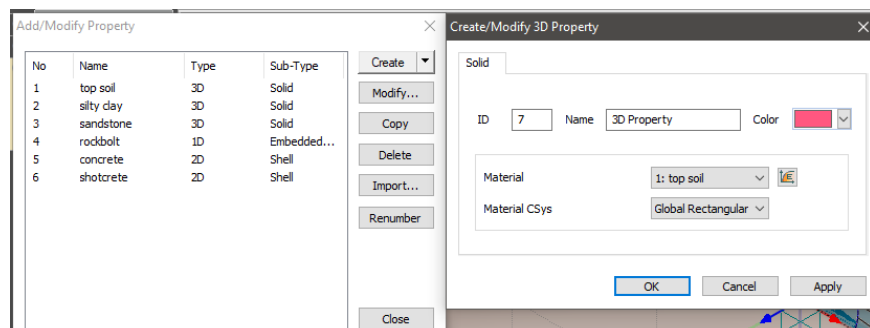 Add/Modify Property
No Name Type Sub-Type
1 top soil 3D Solid
2 silty clay 3D Solid
3 sandstone 3D Solid
4 rockbolt 1D Embedded...
5 concrete 2D Shell
6 shotcrete 2D Shell
Create
Modify...
Copy
Delete
Import...
Renumber
Close
Create/Modify 3D Property
Solid
ID 7 Name 3D Property Color
Material 1: top soil
Material CSys Global Rectangular
OK Cancel Apply